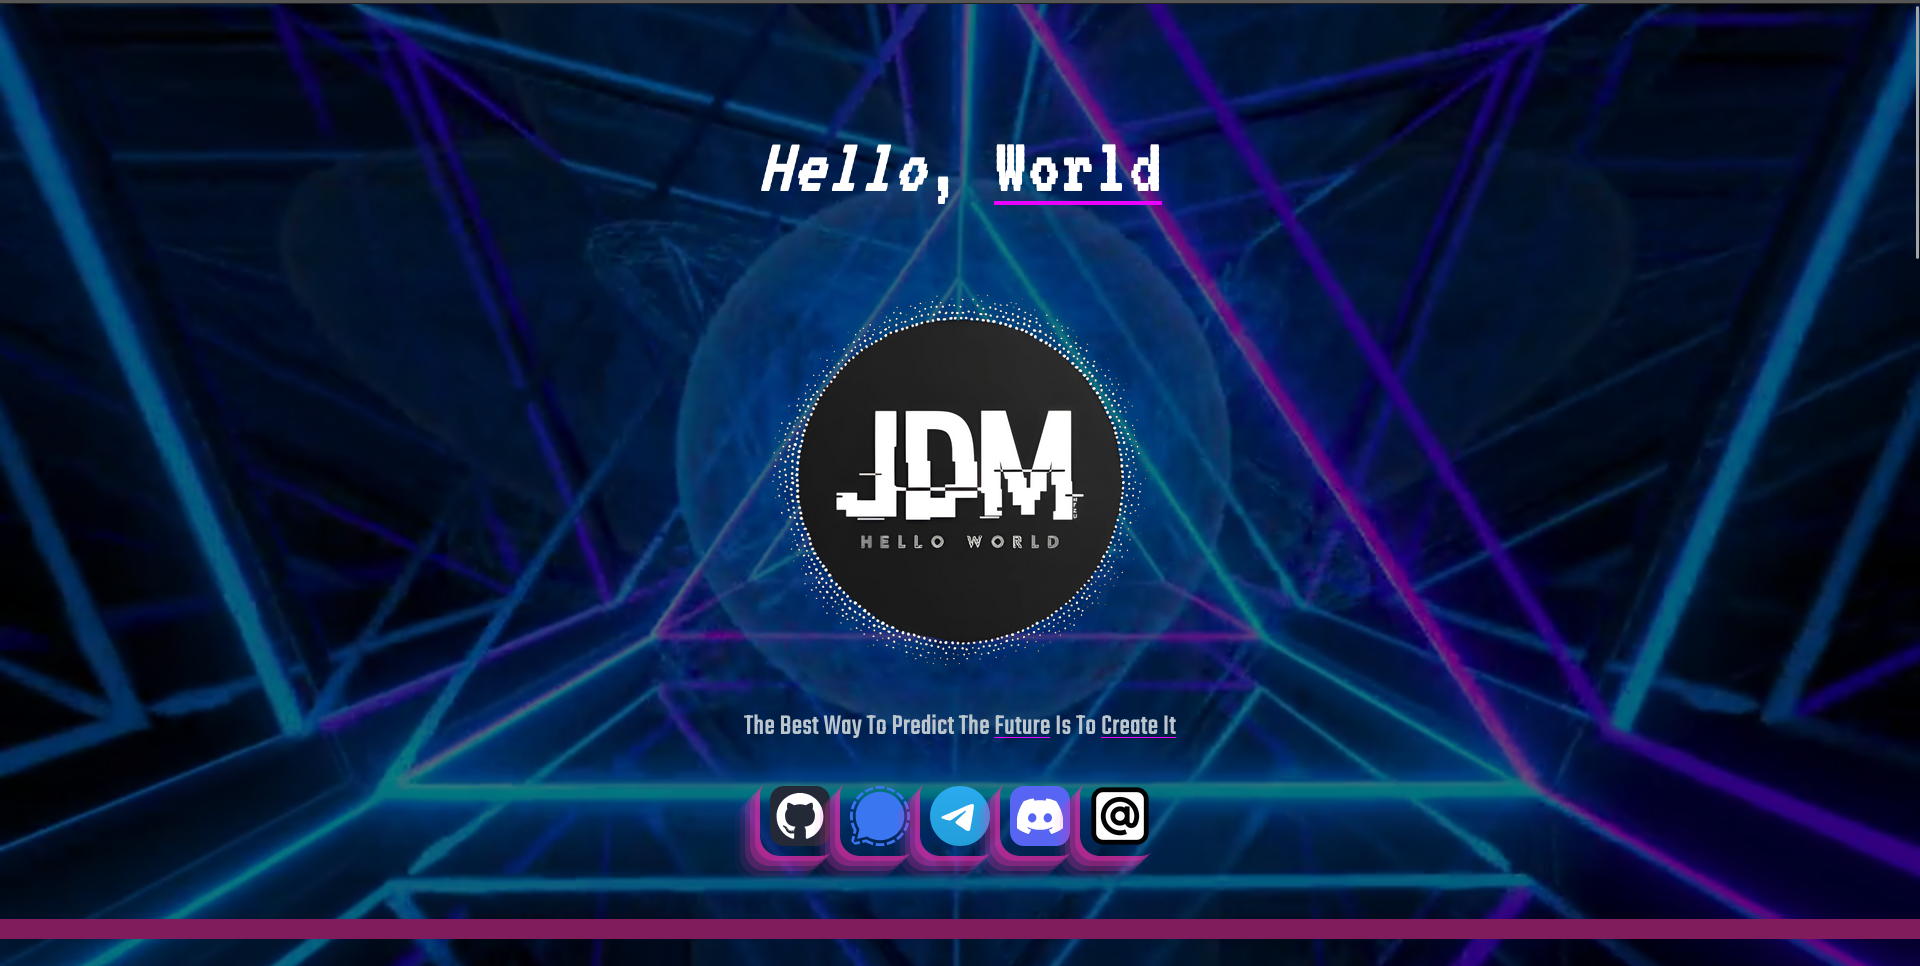 Hello, World
JDM
HELLO WORLD
The Best Way To Predict The Future Is To Create It